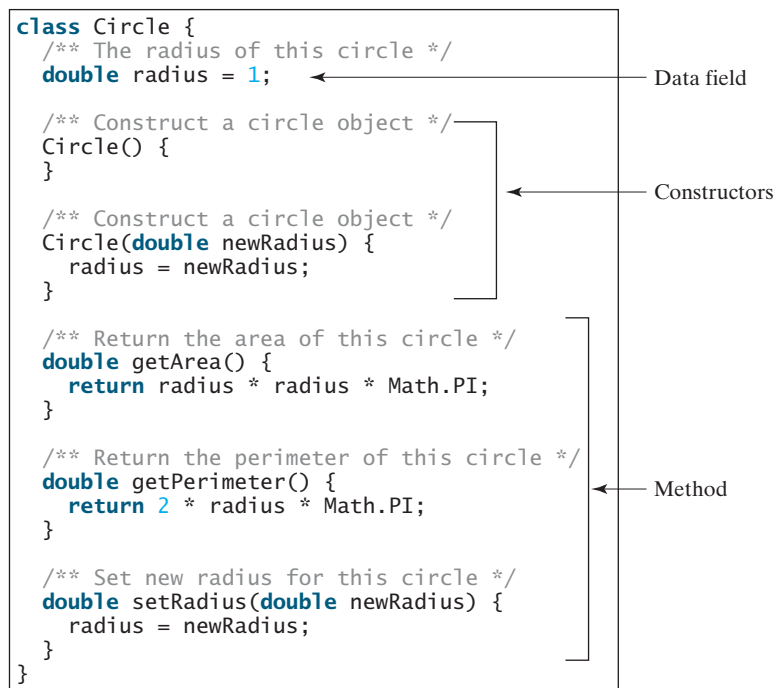 class Circle {
  /** The radius of this circle */
  double radius = 1;
Data field
  /** Construct a circle object */
  Circle() {
  }
Constructors
  /** Construct a circle object */
  Circle(double newRadius) {
    radius = newRadius;
  }
  /** Return the area of this circle */
  double getArea() {
    return radius * radius * Math.PI;
  }
  /** Return the perimeter of this circle */
  double getPerimeter() {
    return 2 * radius * Math.PI;
  }
Method
  /** Set new radius for this circle */
  double setRadius(double newRadius) {
    radius = newRadius;
  }
}